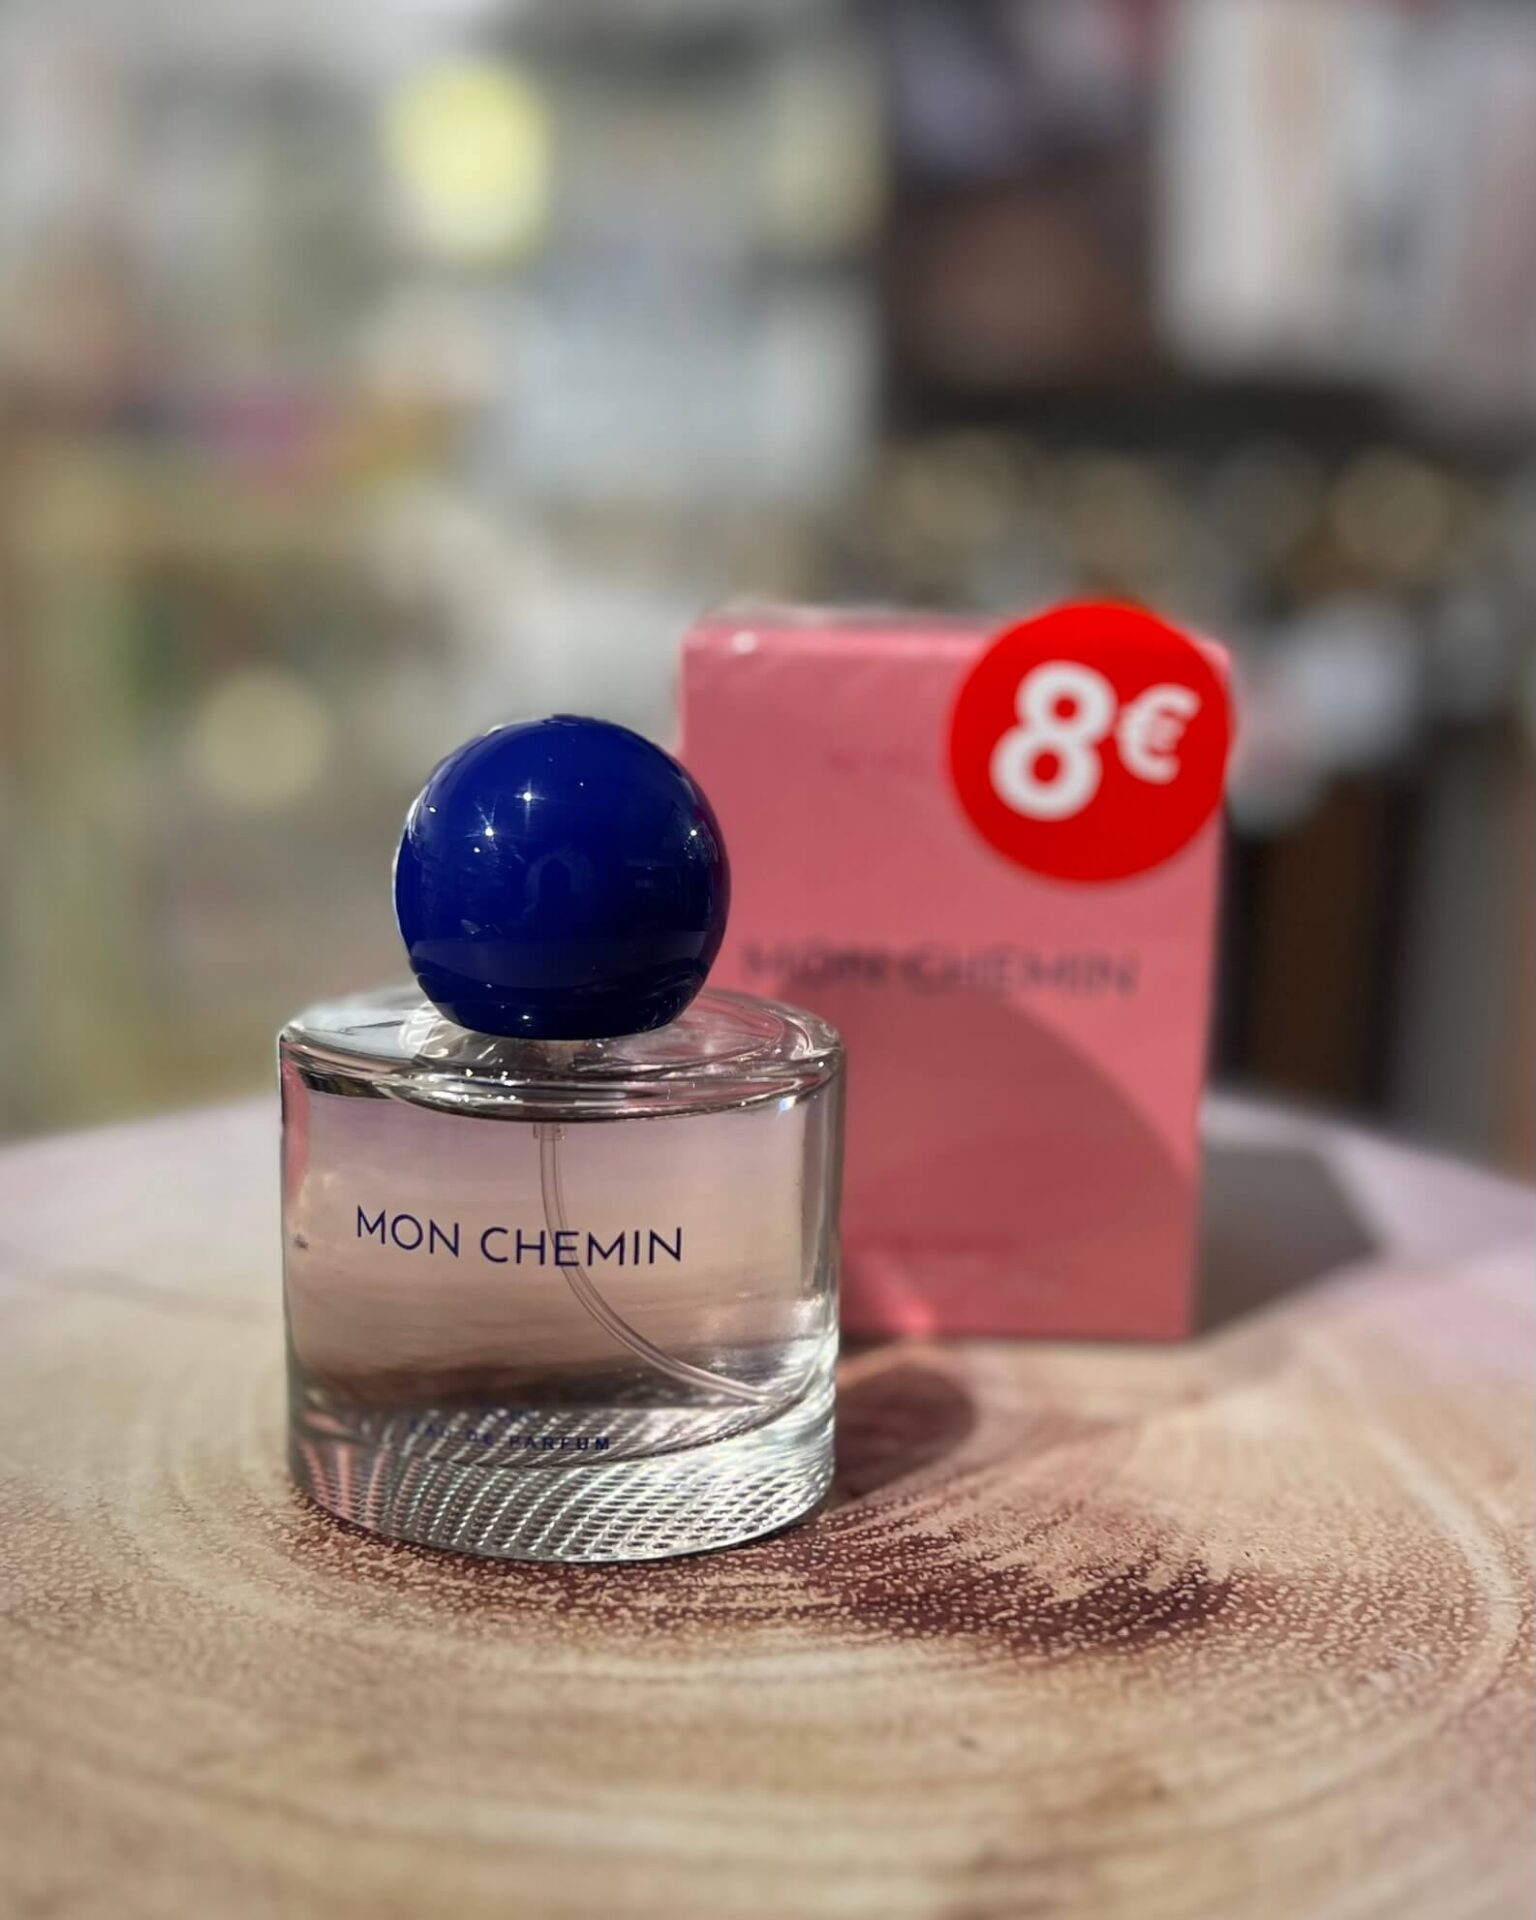 8€
MON CHEMIN
MON CHEMIN
EAU DE PARFUM